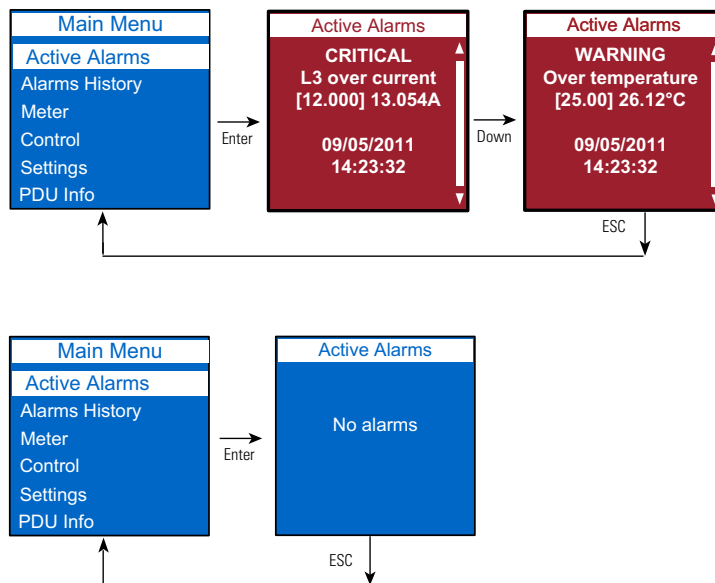 Main Menu
Active Alarms
Alarms History
Meter
Control
Settings
PDU Info
Enter
Active Alarms
CRITICAL
L3 over current
[12.000] 13.054A
09/05/2011
14:23:32
Down
Active Alarms
WARNING
Over temperature
[25.00] 26.12°C
09/05/2011
14:23:32
ESC
Main Menu
Active Alarms
Alarms History
Meter
Control
Settings
PDU Info
Enter
Active Alarms
No alarms
ESC